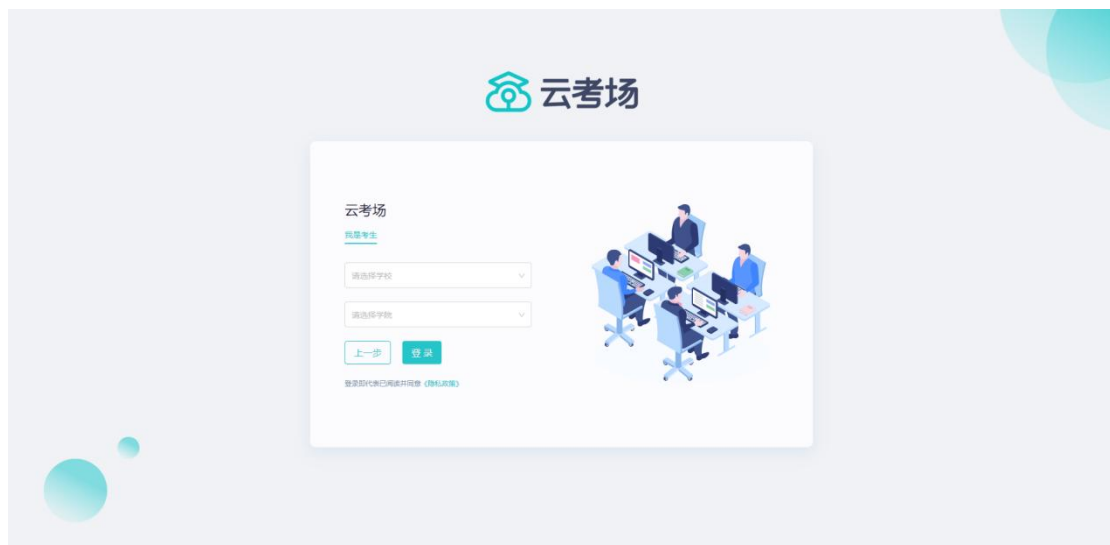 云考场
云考场
我是考生
请选择学校
请选择学院
上一步 登录
登录即代表已阅读并同意《隐私政策》